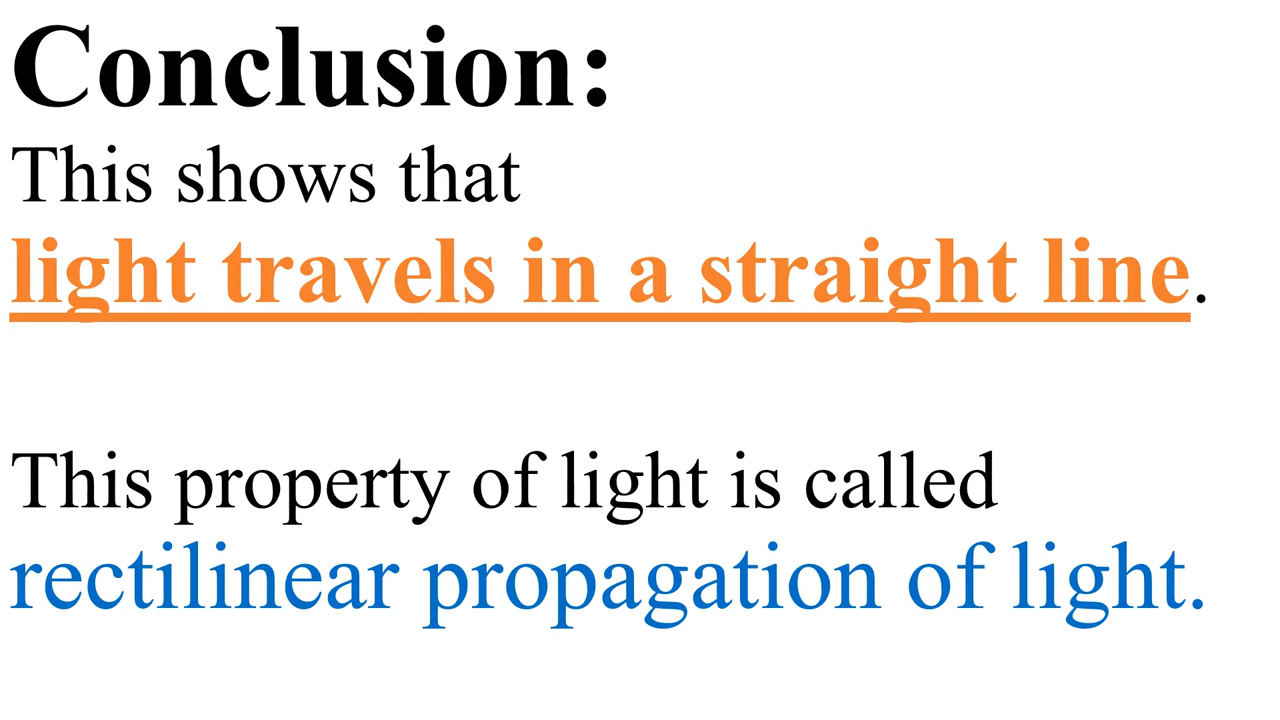 Conclusion:
This shows that
light travels in a straight line.
This property of light is called
rectilinear propagation of light.